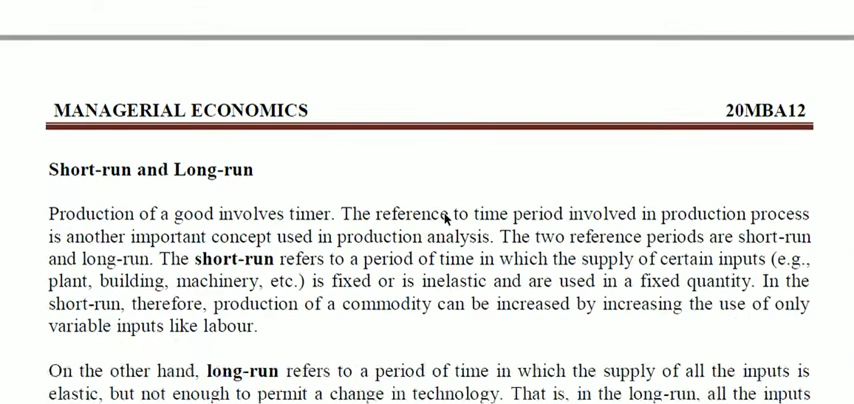 MANAGERIAL ECONOMICS 20MBA12
Short-run and Long-run
Production of a good involves timer. The reference to time period involved in production process
is another important concept used in production analysis. The two reference periods are short-run
and long-run. The short-run refers to a period of time in which the supply of certain inputs (e.g.,
plant, building, machinery, etc.) is fixed or is inelastic and are used in a fixed quantity. In the
short-run, therefore, production of a commodity can be increased by increasing the use of only
variable inputs like labour.
On the other hand, long-run refers to a period of time in which the supply of all the inputs is
elastic, but not enough to permit a change in technology. That is, in the long-run, all the inputs